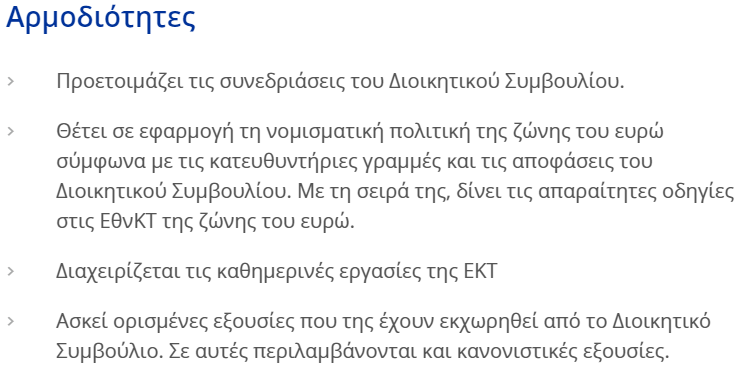 Αρμοδιότητες
Προετοιμάζει τις συνεδριάσεις του Διοικητικού Συμβουλίου.
Θέτει σε εφαρμογή τη νομισματική πολιτική της ζώνης του ευρώ
σύμφωνα με τις κατευθυντήριες γραμμές και τις αποφάσεις του
Διοικητικού Συμβουλίου. Με τη σειρά της, δίνει τις απαραίτητες οδηγίες
στις ΕθνΚΤ της ζώνης του ευρώ.
Διαχειρίζεται τις καθημερινές εργασίες της ΕΚΤ
Ασκεί ορισμένες εξουσίες που της έχουν εκχωρηθεί από το Διοικητικό
Συμβούλιο. Σε αυτές περιλαμβάνονται και κανονιστικές εξουσίες.